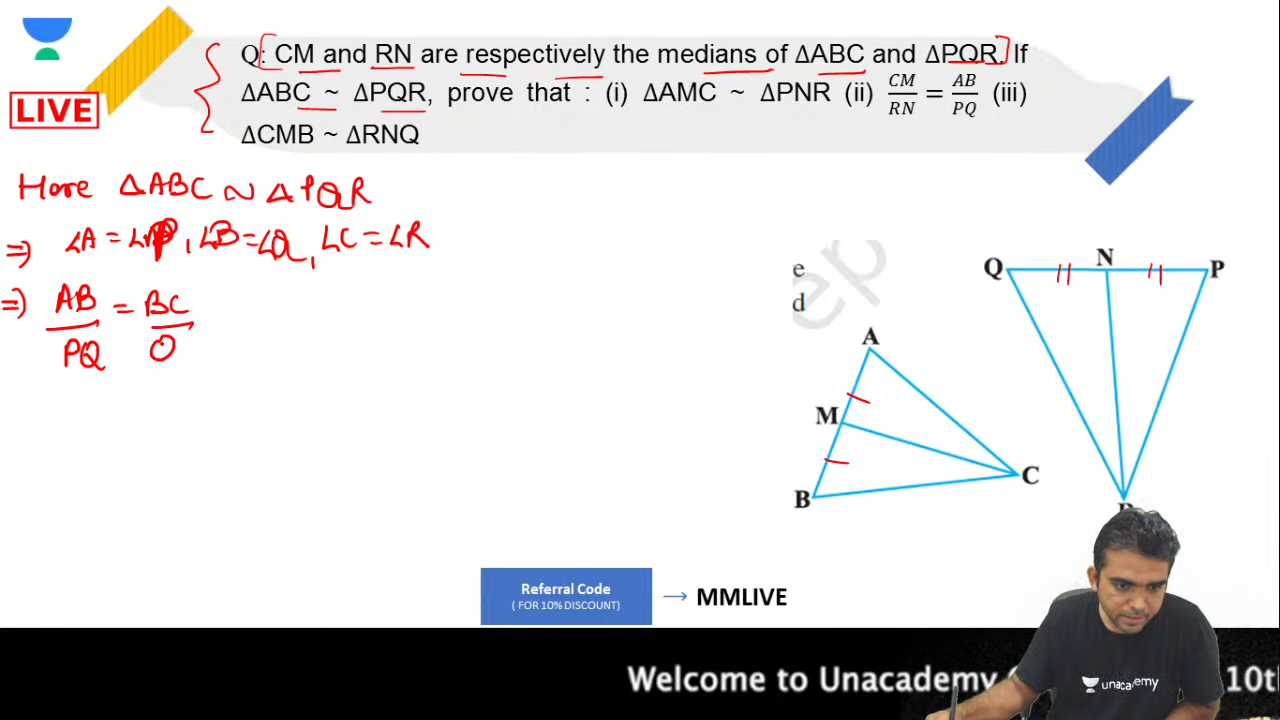 Q: CM and RN are respectively the medians of ΔABC and ΔPQR. If
ΔABC ~ ΔPQR, prove that : (i) ΔAMC ~ ΔPNR (ii) CM/RN = AB/PQ (iii)
ΔCMB ~ ΔRNQ
LIVE
Here ΔABC ~ ΔPQR
⇒ ∠A = ∠P, ∠B = ∠Q, ∠C = ∠R
⇒ AB/PQ = BC/Q
e
d
ep
Q N P
A
M
B C
Referral Code
( FOR 10% DISCOUNT)
→ MMLIVE
unacademy
Welcome to Unacademy
10t